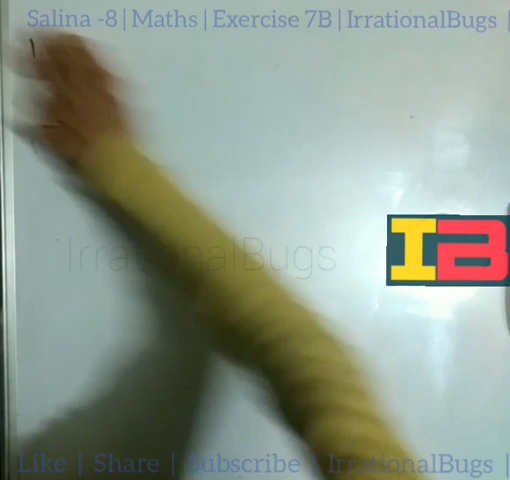 Salina -8 | Maths | Exercise 7B | IrrationalBugs |
IrrationalBugs
IB
Like | Share | Subscribe | IrrationalBugs |